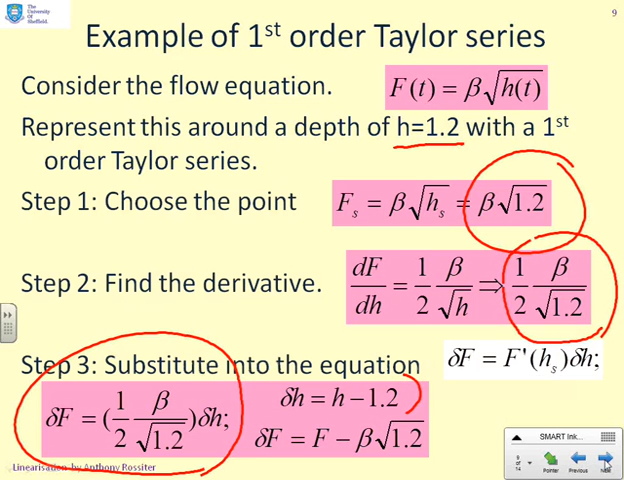 The
University
Of
Sheffield.
9
Example of 1st order Taylor series
Consider the flow equation. F(t) = β√h(t)
Represent this around a depth of h=1.2 with a 1st
order Taylor series.
Step 1: Choose the point F_s = β√h_s = β√1.2
Step 2: Find the derivative. dF/dh = 1/2 β/√h ⇒ 1/2 β/√1.2
Step 3: Substitute into the equation δF = F'(h_s)δh;
δF = (1/2 β/√1.2)δh; δh = h − 1.2
δF = F − β√1.2
Linearisation by Anthony Rossiter
SMART Ink...
9
of
14
Pointer Previous Next